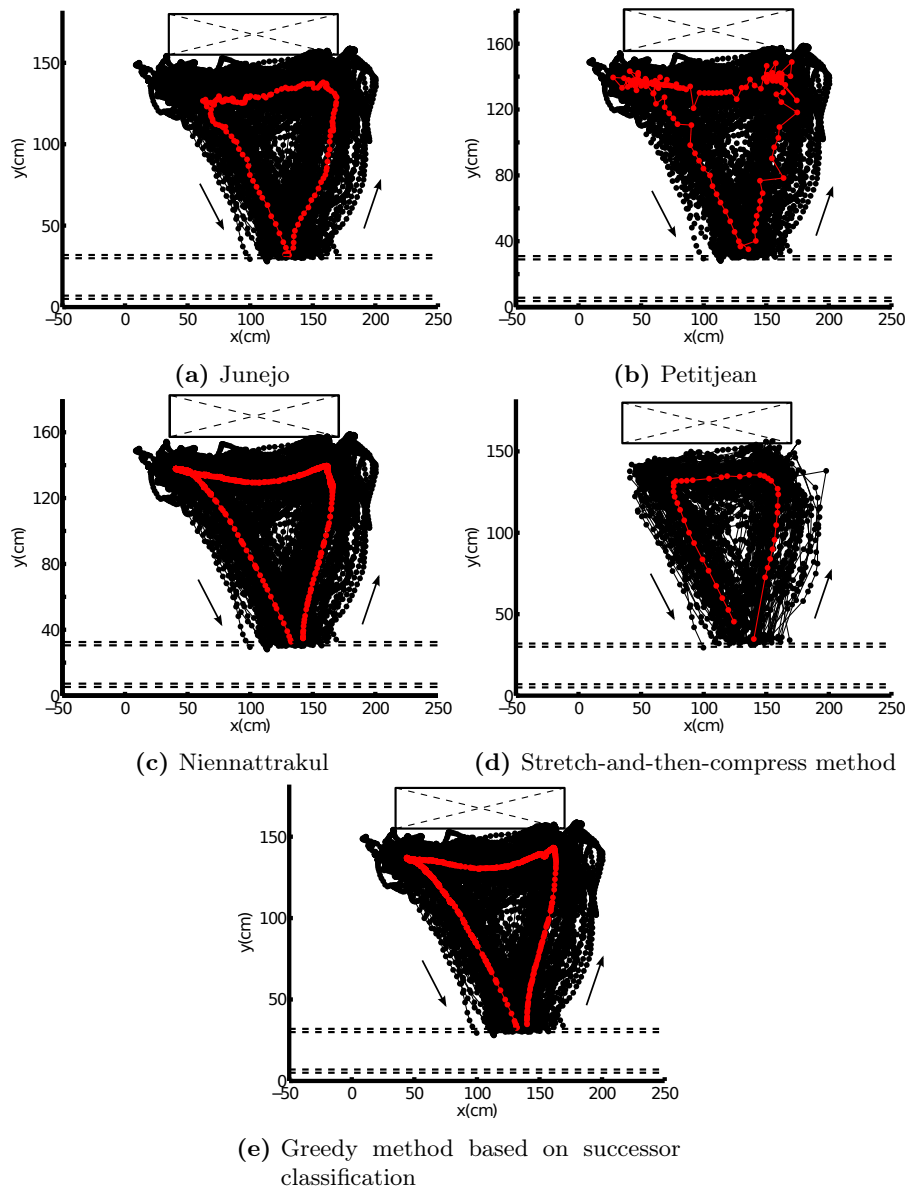 150
100
50
0
y(cm)
−50 0 50 100 150 200 250
x(cm)
(a) Junejo
160
120
80
40
0
y(cm)
−50 0 50 100 150 200 250
x(cm)
(b) Petitjean
160
120
80
40
0
y(cm)
−50 0 50 100 150 200 250
x(cm)
(c) Niennattrakul
150
100
50
0
y(cm)
−50 0 50 100 150 200 250
x(cm)
(d) Stretch-and-then-compress method
150
100
50
0
y(cm)
−50 0 50 100 150 200 250
x(cm)
(e) Greedy method based on successor
classification